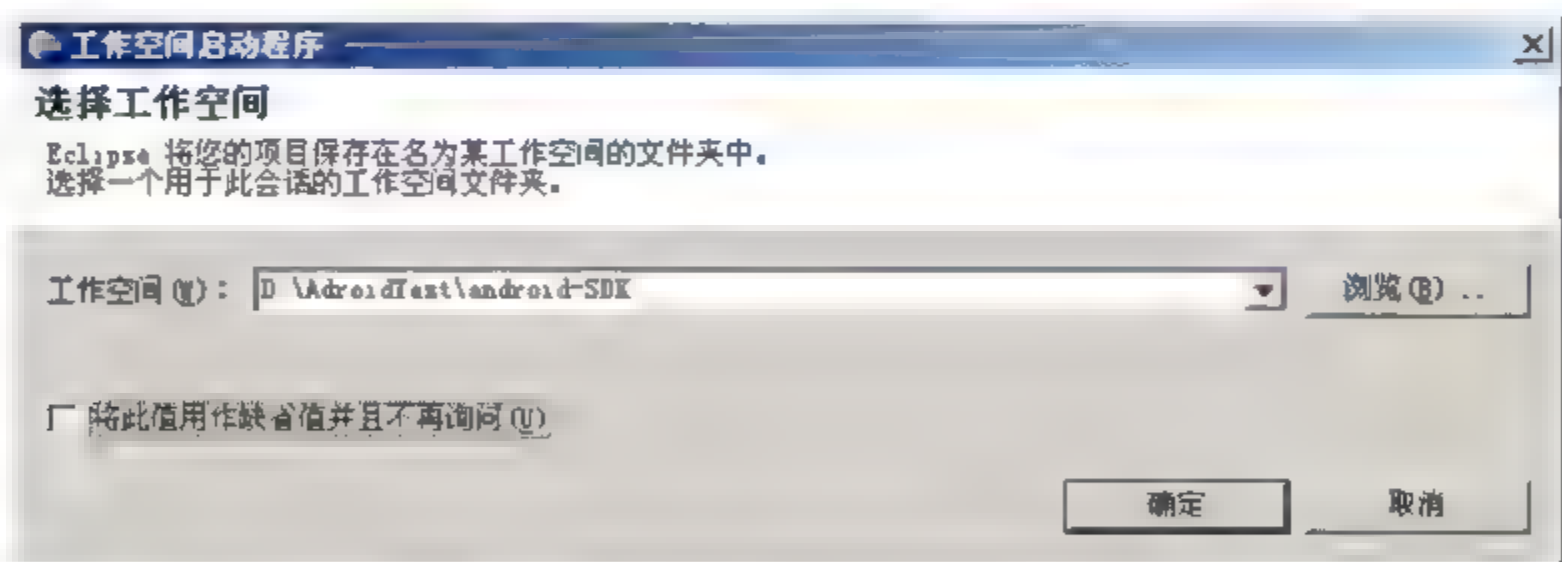 工作空间启动程序
选择工作空间
Eclipse 将您的项目保存在名为某工作空间的文件夹中。
选择一个用于此会话的工作空间文件夹。
工作空间(W)： D \AdroidTest\android-SDK 浏览(B) ..
将此值用作缺省值并且不再询问(U)
确定 取消